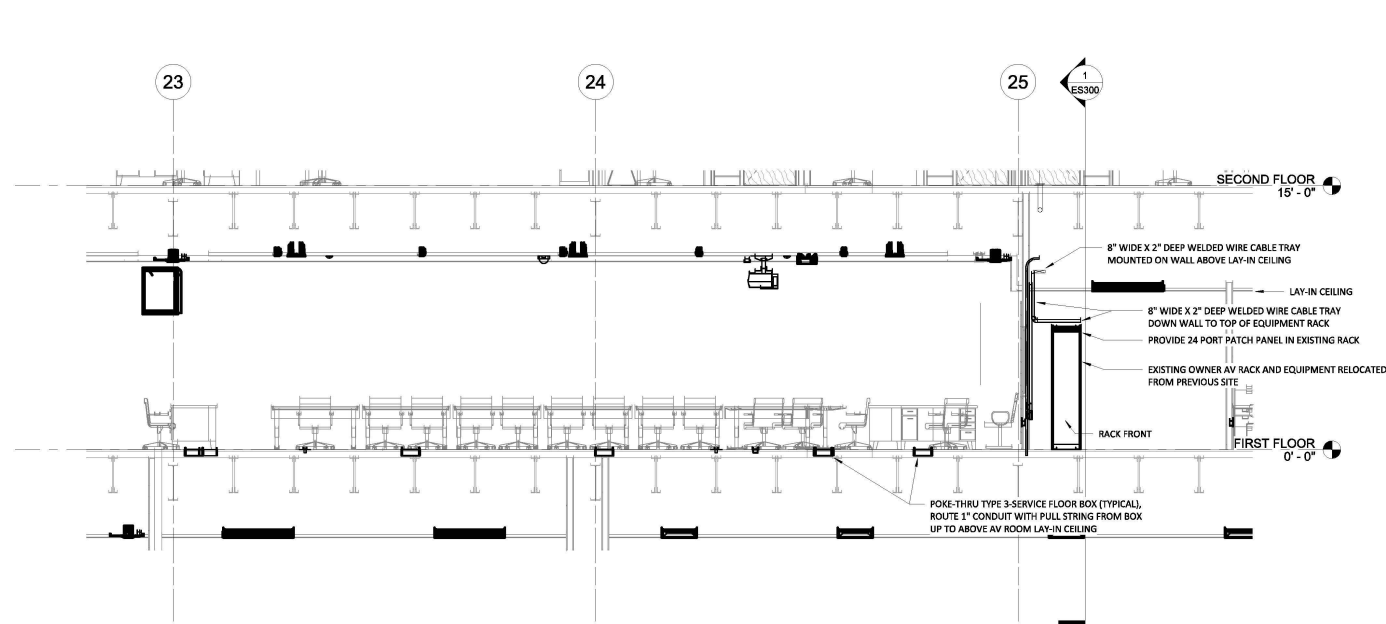 23
24
25
1
ES300
SECOND FLOOR
15' - 0"
8" WIDE X 2" DEEP WELDED WIRE CABLE TRAY
MOUNTED ON WALL ABOVE LAY-IN CEILING
LAY-IN CEILING
8" WIDE X 2" DEEP WELDED WIRE CABLE TRAY
DOWN WALL TO TOP OF EQUIPMENT RACK
PROVIDE 24 PORT PATCH PANEL IN EXISTING RACK
EXISTING OWNER AV RACK AND EQUIPMENT RELOCATED
FROM PREVIOUS SITE
RACK FRONT
FIRST FLOOR
0' - 0"
POKE-THRU TYPE 3-SERVICE FLOOR BOX (TYPICAL),
ROUTE 1" CONDUIT WITH PULL STRING FROM BOX
UP TO ABOVE AV ROOM LAY-IN CEILING